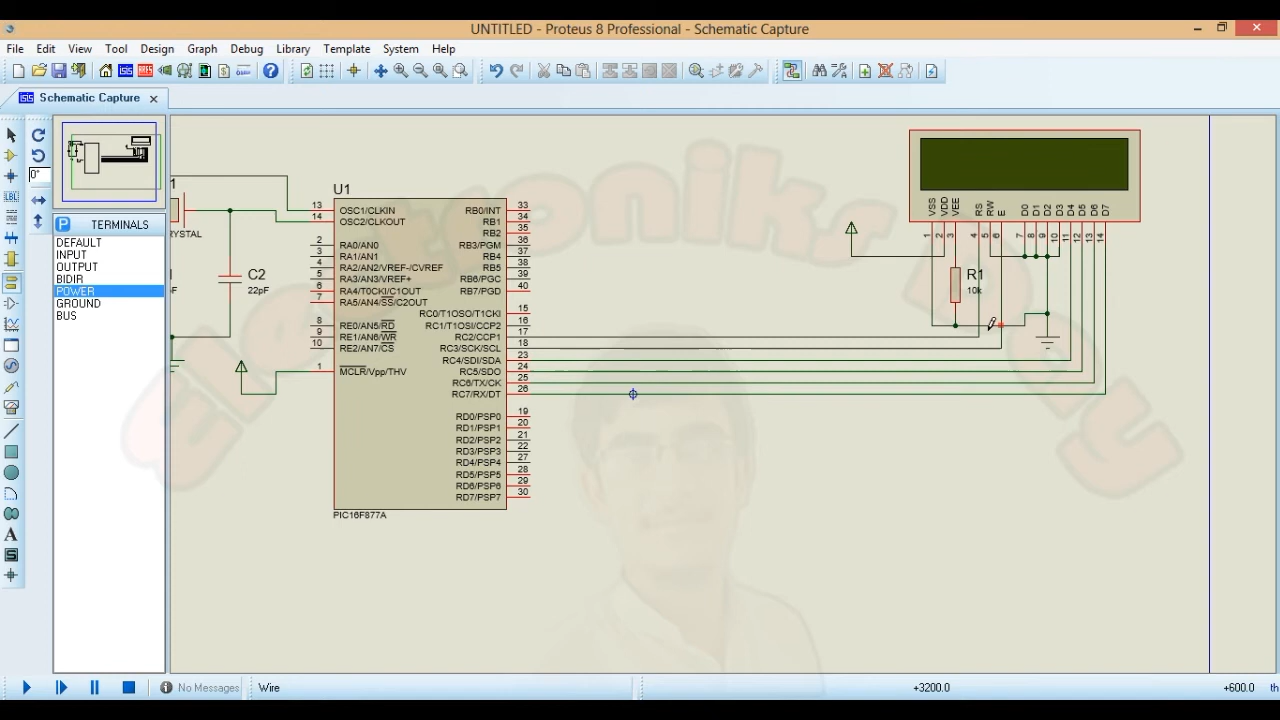 UNTITLED - Proteus 8 Professional - Schematic Capture
File Edit View Tool Design Graph Debug Library Template System Help
Schematic Capture
0°
LBL
P TERMINALS
DEFAULT
INPUT
OUTPUT
BIDIR
POWER
GROUND
BUS
RYSTAL
C2
22pF
U1
13 OSC1/CLKIN
14 OSC2/CLKOUT
2 RA0/AN0
3 RA1/AN1
4 RA2/AN2/VREF-/CVREF
5 RA3/AN3/VREF+
6 RA4/T0CKI/C1OUT
7 RA5/AN4/SS/C2OUT
8 RE0/AN5/RD
9 RE1/AN6/WR
10 RE2/AN7/CS
1 MCLR/Vpp/THV
RB0/INT 33
RB1 34
RB2 35
RB3/PGM 36
RB4 37
RB5 38
RB6/PGC 39
RB7/PGD 40
RC0/T1OSO/T1CKI 15
RC1/T1OSI/CCP2 16
RC2/CCP1 17
RC3/SCK/SCL 18
RC4/SDI/SDA 23
RC5/SDO 24
RC6/TX/CK 25
RC7/RX/DT 26
RD0/PSP0 19
RD1/PSP1 20
RD2/PSP2 21
RD3/PSP3 22
RD4/PSP4 27
RD5/PSP5 28
RD6/PSP6 29
RD7/PSP7 30
PIC16F877A
VSS VDD VEE RS RW E D0 D1 D2 D3 D4 D5 D6 D7
1 2 3 4 5 6 7 8 9 10 11 12 13 14
R1
10k
Elektroniks Deny
No Messages
Wire
+3200.0
+600.0
th